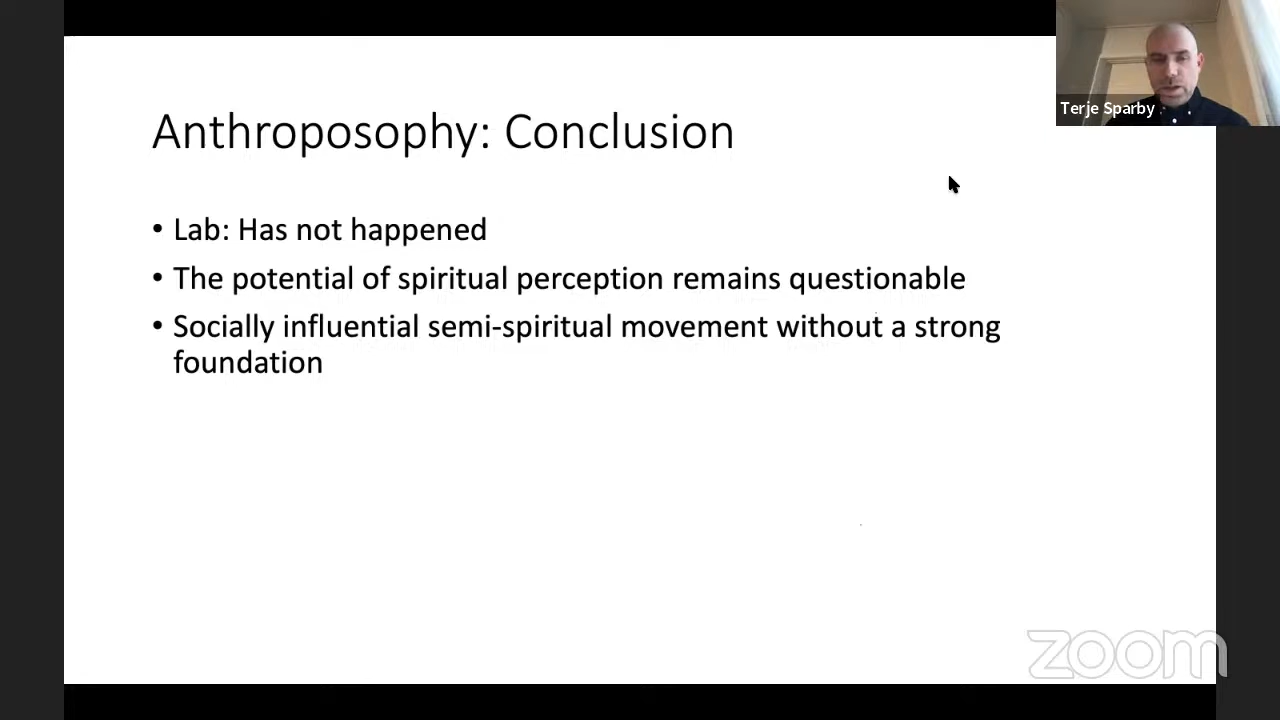 Terje Sparby
Anthroposophy: Conclusion
• Lab: Has not happened
• The potential of spiritual perception remains questionable
• Socially influential semi-spiritual movement without a strong
foundation
zoom